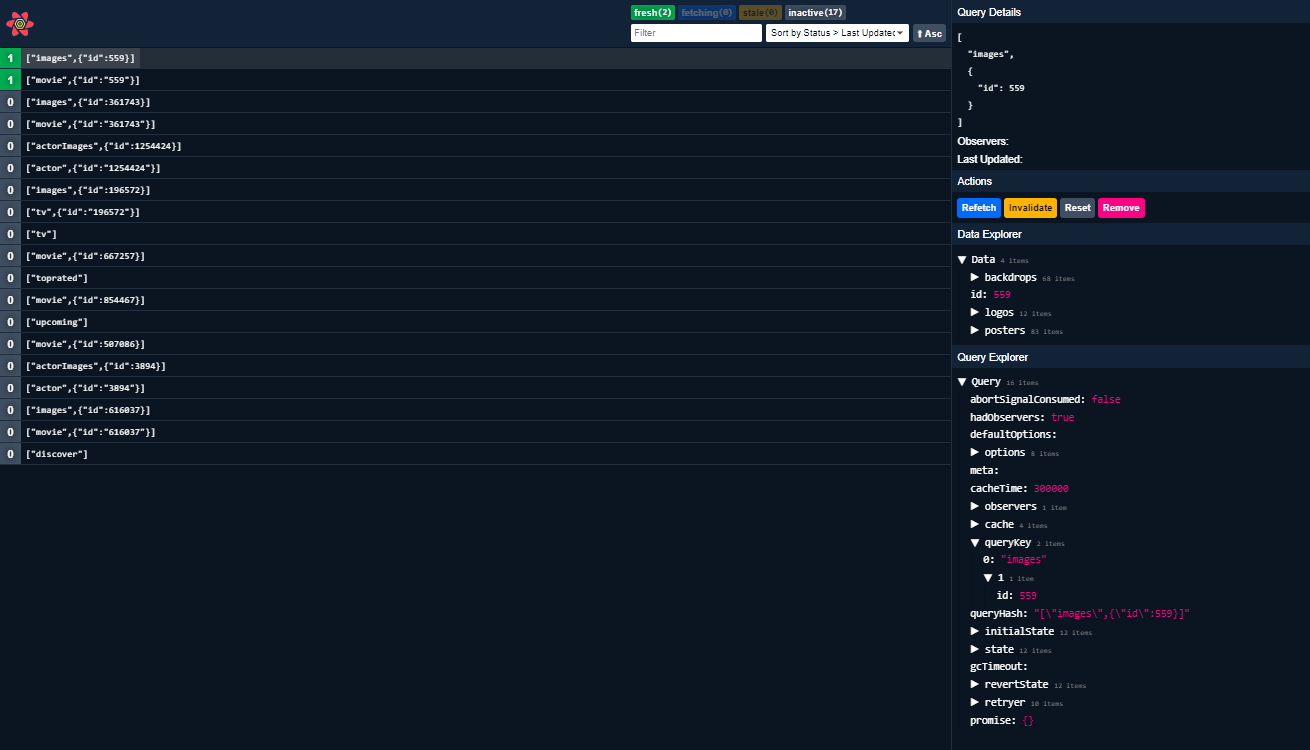 fresh(2) fetching(0) stale(0) inactive(17)
Filter Sort by Status > Last Updated ⬆ Asc
1 ["images",{"id":559}]
1 ["movie",{"id":"559"}]
0 ["images",{"id":361743}]
0 ["movie",{"id":"361743"}]
0 ["actorImages",{"id":1254424}]
0 ["actor",{"id":"1254424"}]
0 ["images",{"id":196572}]
0 ["tv",{"id":"196572"}]
0 ["tv"]
0 ["movie",{"id":667257}]
0 ["toprated"]
0 ["movie",{"id":854467}]
0 ["upcoming"]
0 ["movie",{"id":507086}]
0 ["actorImages",{"id":3894}]
0 ["actor",{"id":"3894"}]
0 ["images",{"id":616037}]
0 ["movie",{"id":"616037"}]
0 ["discover"]
Query Details
[
"images",
{
"id": 559
}
]
Observers:
Last Updated:
Actions
Refetch Invalidate Reset Remove
Data Explorer
▼ Data 4 items
▶ backdrops 68 items
id: 559
▶ logos 12 items
▶ posters 83 items
Query Explorer
▼ Query 16 items
abortSignalConsumed: false
hadObservers: true
defaultOptions:
▶ options 8 items
meta:
cacheTime: 300000
▶ observers 1 item
▶ cache 4 items
▼ queryKey 2 items
0: "images"
▼ 1 1 item
id: 559
queryHash: "[\"images\",{\"id\":559}]"
▶ initialState 12 items
▶ state 12 items
gcTimeout:
▶ revertState 12 items
▶ retryer 10 items
promise: {}